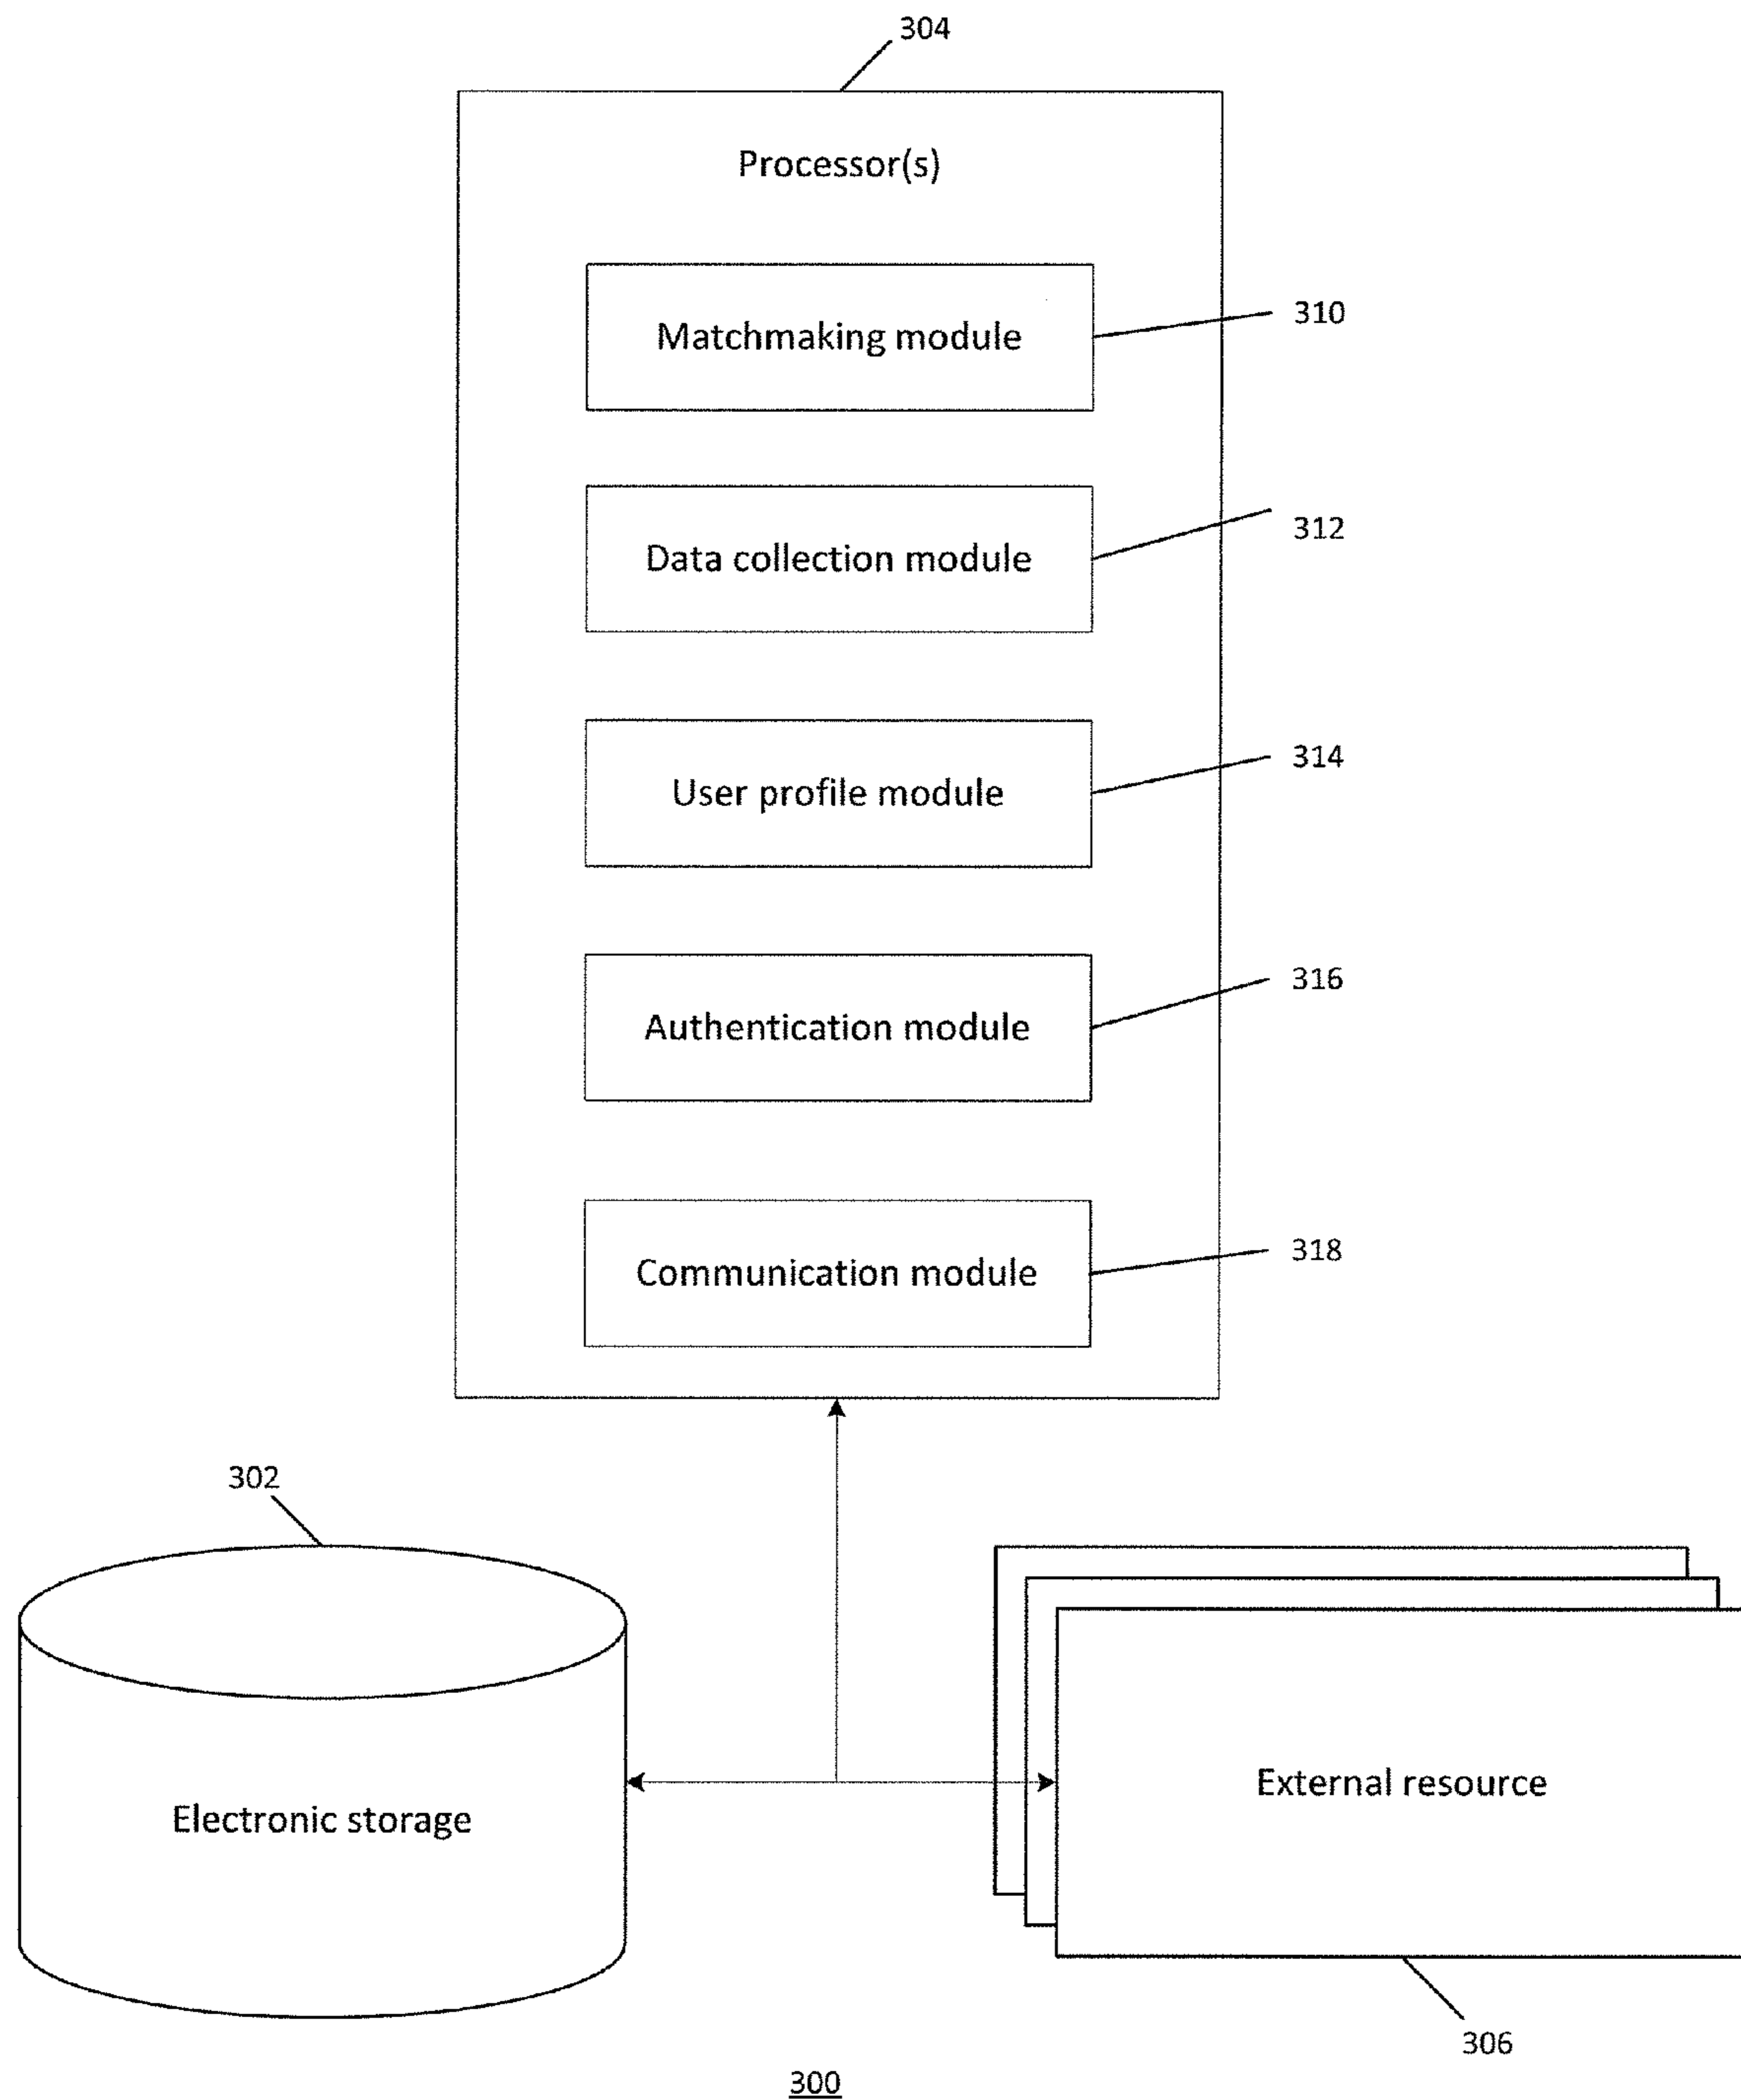 304
Processor(s)
Matchmaking module
310
Data collection module
312
User profile module
314
Authentication module
316
Communication module
318
302
Electronic storage
External resource
306
300